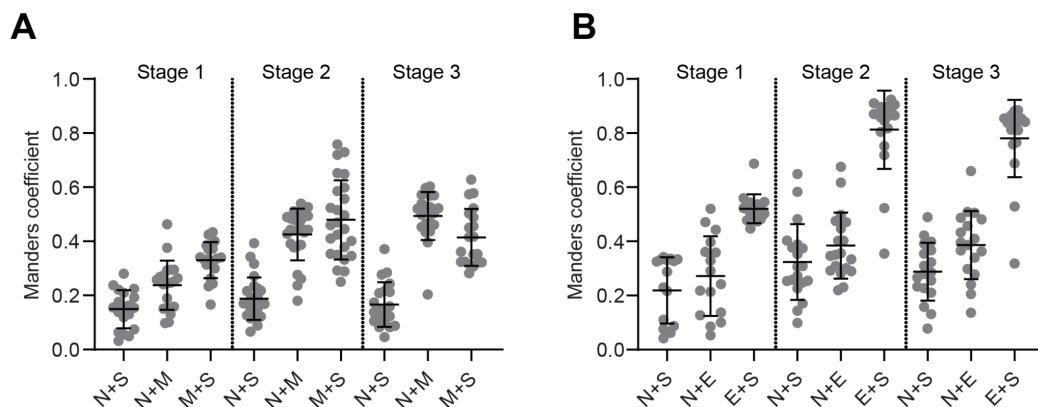 A
Stage 1 Stage 2 Stage 3
Manders coefficient
1.0
0.8
0.6
0.4
0.2
0.0
N+S N+M M+S N+S N+M M+S N+S N+M M+S
B
Stage 1 Stage 2 Stage 3
Manders coefficient
1.0
0.8
0.6
0.4
0.2
0.0
N+S N+E E+S N+S N+E E+S N+S N+E E+S